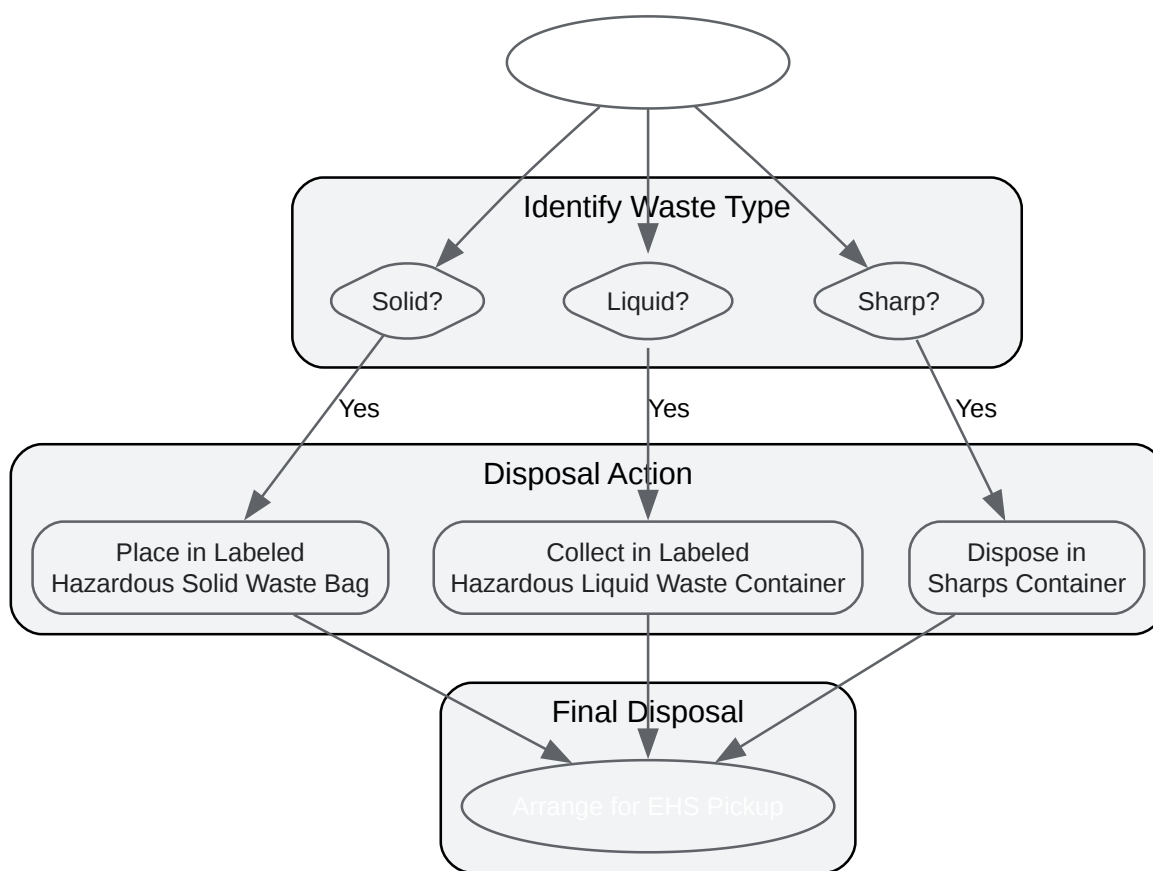 Identify Waste Type
Solid?
Liquid?
Sharp?
Yes
Yes
Yes
Disposal Action
Place in Labeled
Hazardous Solid Waste Bag
Collect in Labeled
Hazardous Liquid Waste Container
Dispose in
Sharps Container
Final Disposal
Arrange for EHS Pickup